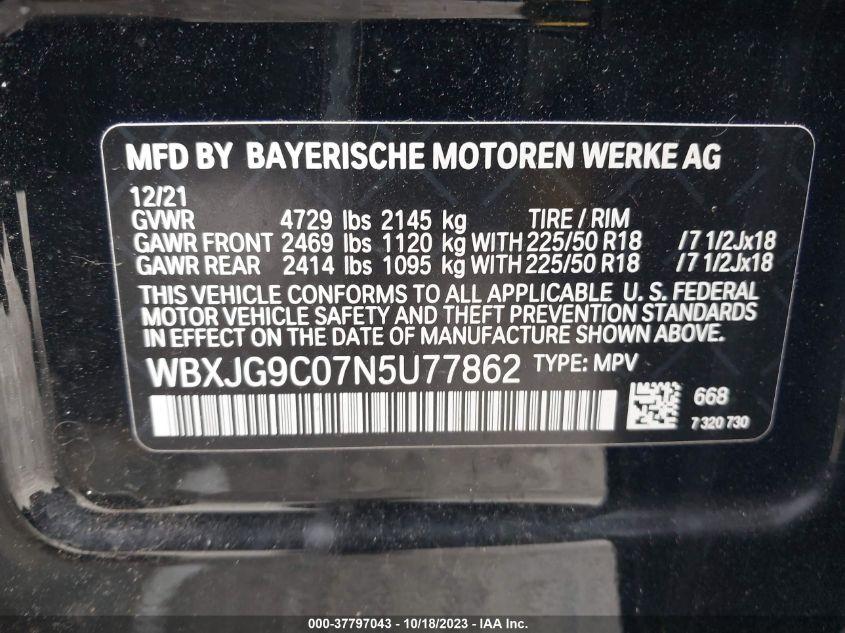 MFD BY BAYERISCHE MOTOREN WERKE AG
12/21
GVWR 4729 lbs 2145 kg TIRE / RIM
GAWR FRONT 2469 lbs 1120 kg WITH 225/50 R18 /7 1/2Jx18
GAWR REAR 2414 lbs 1095 kg WITH 225/50 R18 /7 1/2Jx18
THIS VEHICLE CONFORMS TO ALL APPLICABLE U. S. FEDERAL
MOTOR VEHICLE SAFETY AND THEFT PREVENTION STANDARDS
IN EFFECT ON THE DATE OF MANUFACTURE SHOWN ABOVE.
WBXJG9C07N5U77862 TYPE: MPV
668
7 320 730
000-37797043 - 10/18/2023 - IAA Inc.